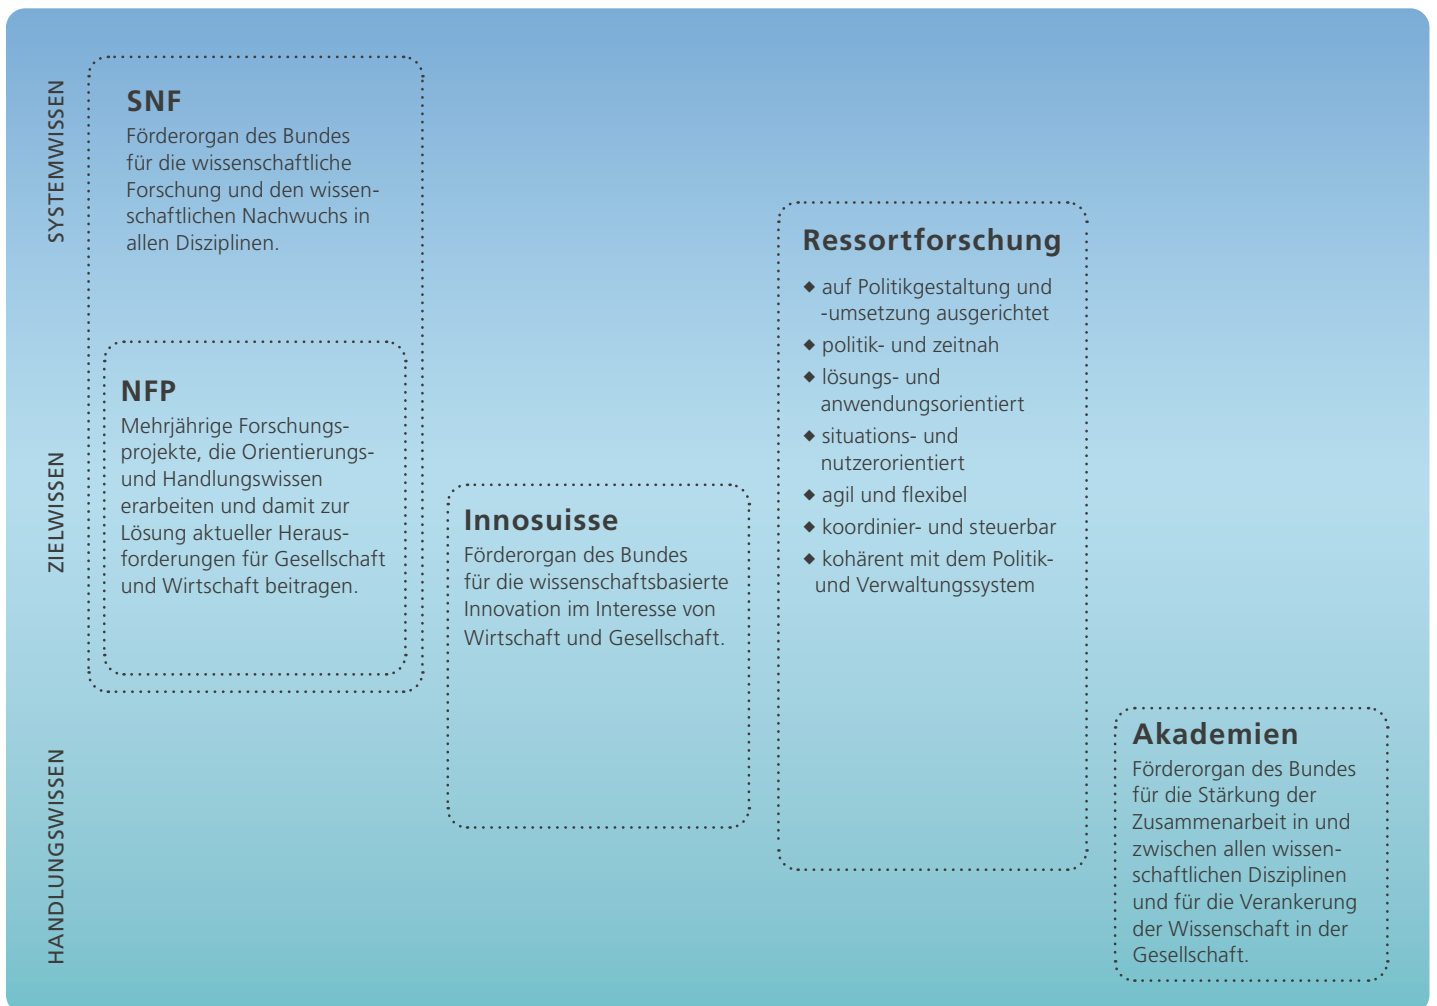 SYSTEMWISSEN
SNF
Förderorgan des Bundes
für die wissenschaftliche
Forschung und den wissen-
schaftlichen Nachwuchs in
allen Disziplinen.
ZIELWISSEN
NFP
Mehrjährige Forschungs-
projekte, die Orientierungs-
und Handlungswissen
erarbeiten und damit zur
Lösung aktueller Heraus-
forderungen für Gesellschaft
und Wirtschaft beitragen.
Innosuisse
Förderorgan des Bundes
für die wissenschaftsbasierte
Innovation im Interesse von
Wirtschaft und Gesellschaft.
Ressortforschung
◆ auf Politikgestaltung und
-umsetzung ausgerichtet
◆ politik- und zeitnah
◆ lösungs- und
anwendungsorientiert
◆ situations- und
nutzerorientiert
◆ agil und flexibel
◆ koordinier- und steuerbar
◆ kohärent mit dem Politik-
und Verwaltungssystem
HANDLUNGSWISSEN
Akademien
Förderorgan des Bundes
für die Stärkung der
Zusammenarbeit in und
zwischen allen wissen-
schaftlichen Disziplinen
und für die Verankerung
der Wissenschaft in der
Gesellschaft.